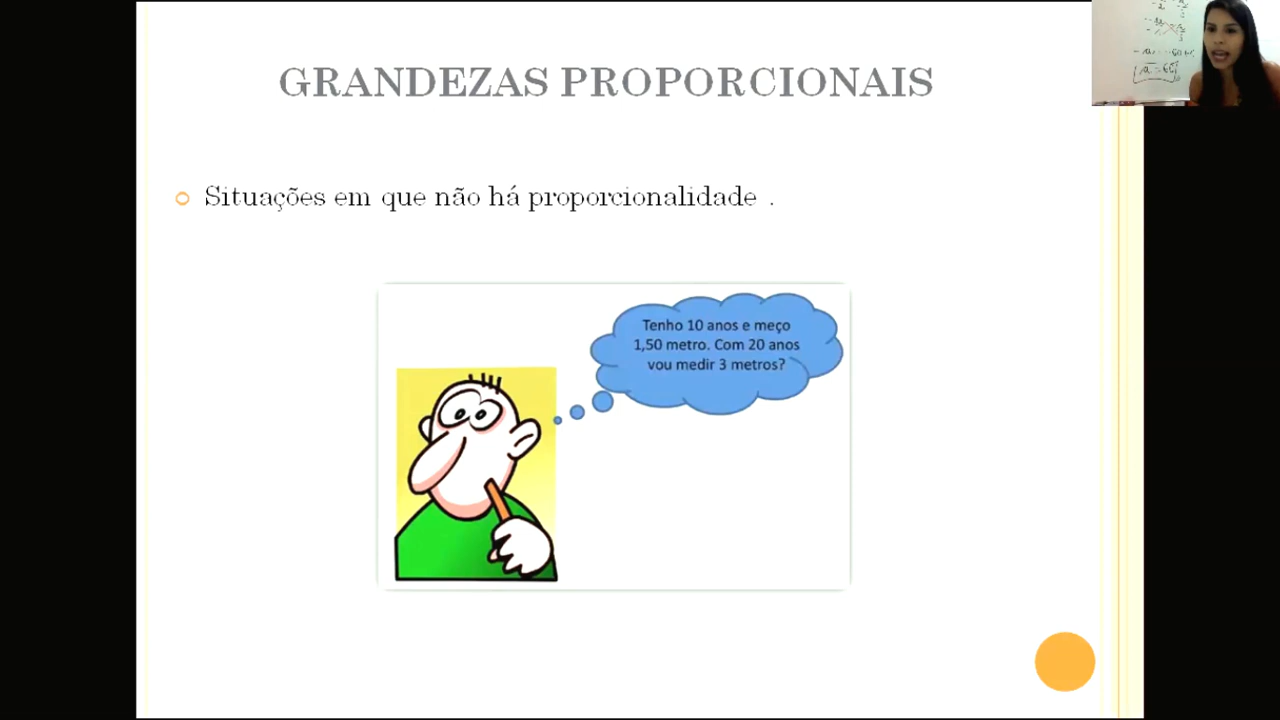 GRANDEZAS PROPORCIONAIS
Situações em que não há proporcionalidade .
Tenho 10 anos e meço
1,50 metro. Com 20 anos
vou medir 3 metros?